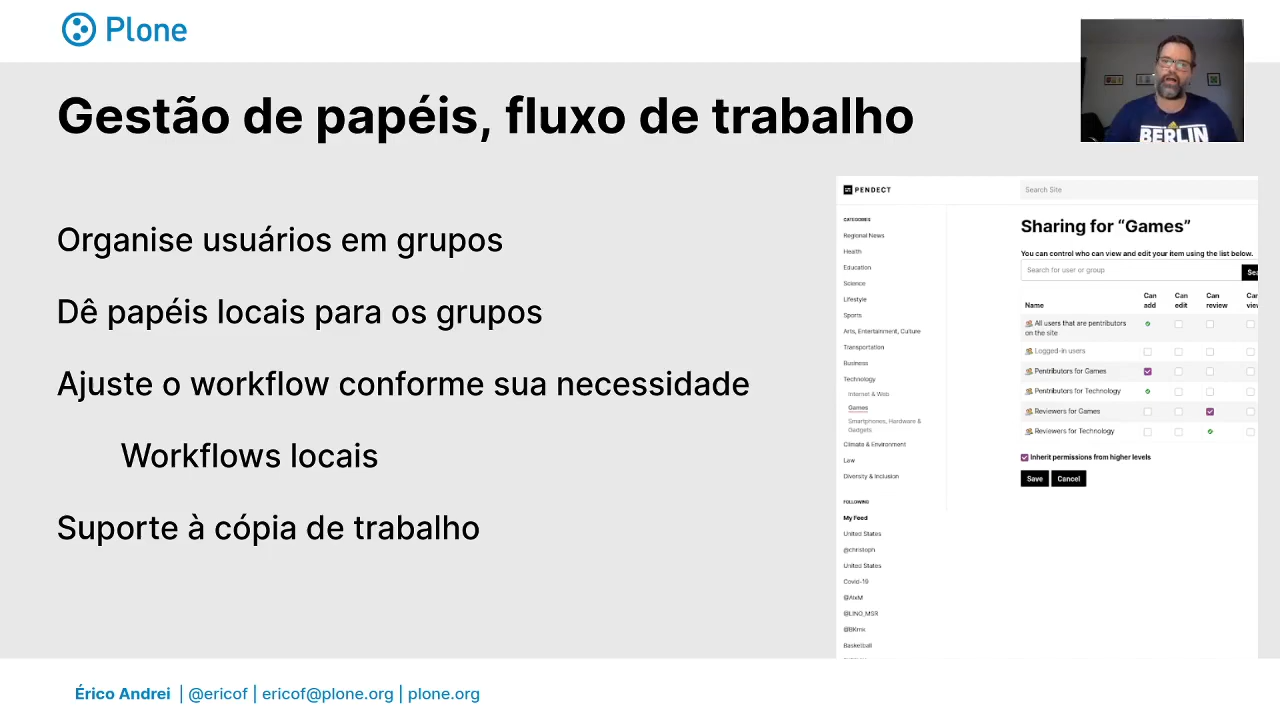 Plone
BERLIN
Gestão de papéis, fluxo de trabalho
Organise usuários em grupos
Dê papéis locais para os grupos
Ajuste o workflow conforme sua necessidade
Workflows locais
Suporte à cópia de trabalho
PENDECT
Search Site
CATEGORIES
Regional News
Health
Education
Science
Lifestyle
Sports
Arts, Entertainment, Culture
Transportation
Business
Technology
Internet & Web
Games
Smartphones, Hardware &
Gadgets
Climate & Environment
Law
Diversity & Inclusion
FOLLOWING
My Feed
United States
@christoph
United States
Covid-19
@AlxM
@LINO_MSR
@BRmk
Basketball
Sharing for “Games”
You can control who can view and edit your item using the list below.
Search for user or group
Name
Can add
Can edit
Can review
All users that are pentributors
on the site
Logged-in users
Pentributors for Games
Pentributors for Technology
Reviewers for Games
Reviewers for Technology
Inherit permissions from higher levels
Save Cancel
Érico Andrei | @ericof | ericof@plone.org | plone.org